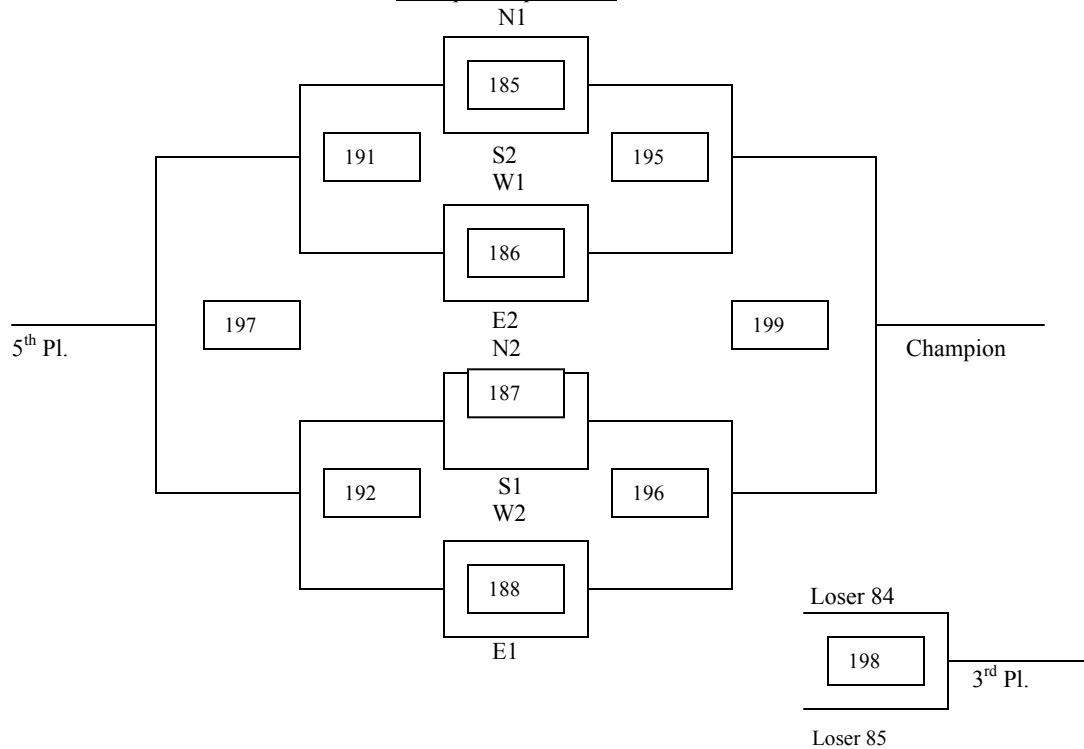 N1
185
191
S2
195
W1
186
E2
197
199
5th Pl.
N2
Champion
187
S1
192
196
W2
188
Loser 84
E1
198
3rd Pl.
Loser 85